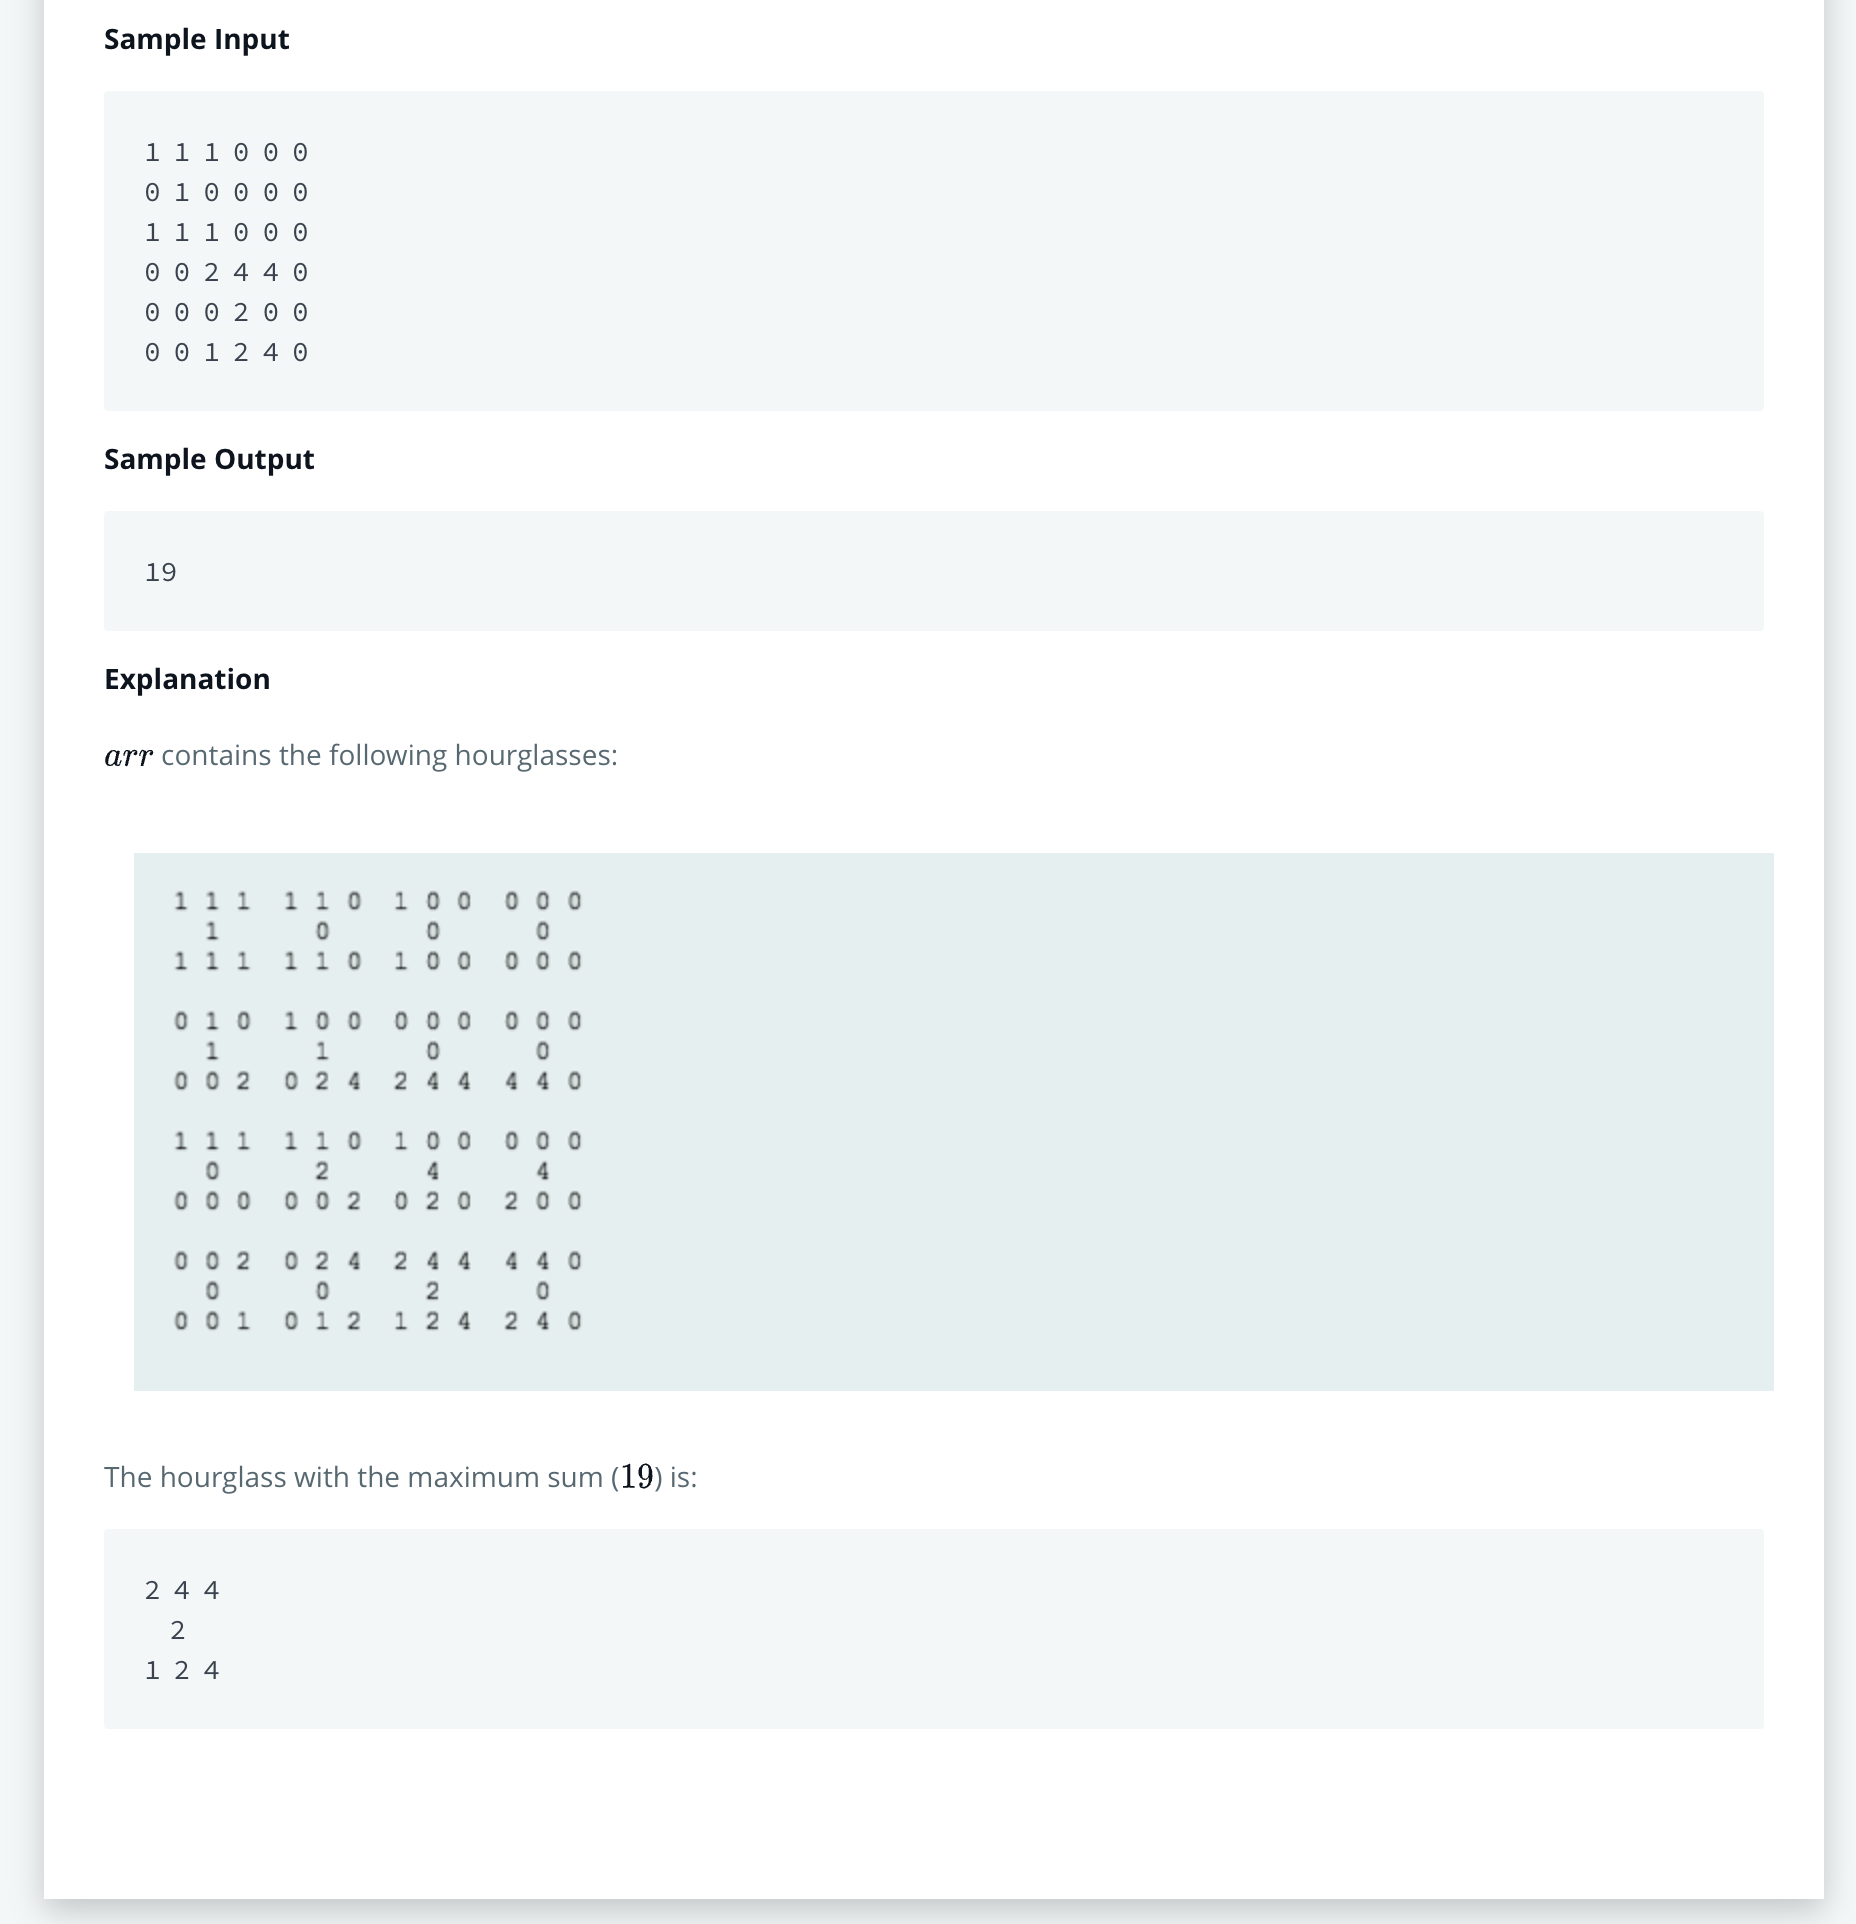 Sample Input
1 1 1 0 0 0
0 1 0 0 0 0
1 1 1 0 0 0
0 0 2 4 4 0
0 0 0 2 0 0
0 0 1 2 4 0
Sample Output
19
Explanation
arr contains the following hourglasses:
1 1 1  1 1 0  1 0 0  0 0 0
  1      0      0      0
1 1 1  1 1 0  1 0 0  0 0 0
0 1 0  1 0 0  0 0 0  0 0 0
  1      1      0      0
0 0 2  0 2 4  2 4 4  4 4 0
1 1 1  1 1 0  1 0 0  0 0 0
  0      2      4      4
0 0 0  0 0 2  0 2 0  2 0 0
0 0 2  0 2 4  2 4 4  4 4 0
  0      0      2      0
0 0 1  0 1 2  1 2 4  2 4 0
The hourglass with the maximum sum (19) is:
2 4 4
  2
1 2 4